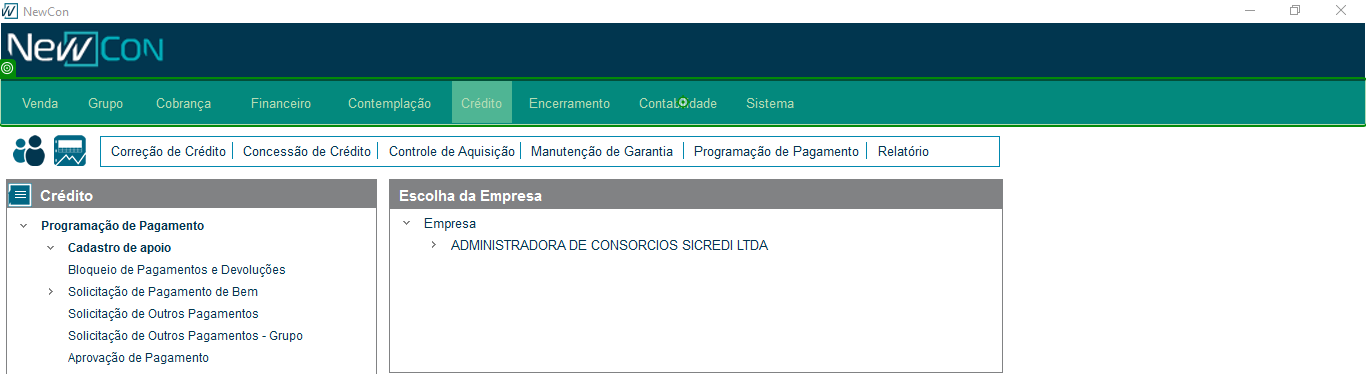 NewCon
NewCon
Venda Grupo Cobrança Financeiro Contemplação Crédito Encerramento Contabilidade Sistema
Correção de Crédito Concessão de Crédito Controle de Aquisição Manutenção de Garantia Programação de Pagamento Relatório
Crédito
Programação de Pagamento
Cadastro de apoio
Bloqueio de Pagamentos e Devoluções
Solicitação de Pagamento de Bem
Solicitação de Outros Pagamentos
Solicitação de Outros Pagamentos - Grupo
Aprovação de Pagamento
Escolha da Empresa
Empresa
ADMINISTRADORA DE CONSORCIOS SICREDI LTDA